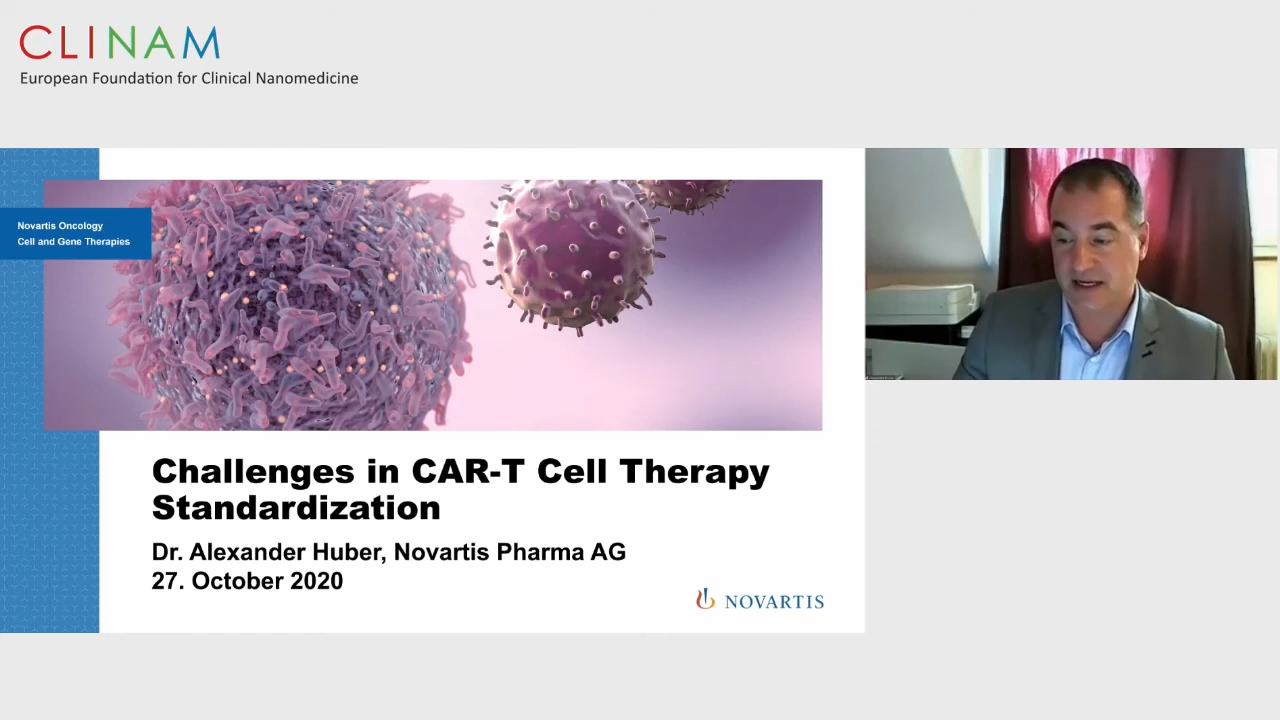 CLINAM
European Foundation for Clinical Nanomedicine
Novartis Oncology
Cell and Gene Therapies
Challenges in CAR-T Cell Therapy
Standardization
Dr. Alexander Huber, Novartis Pharma AG
27. October 2020
NOVARTIS